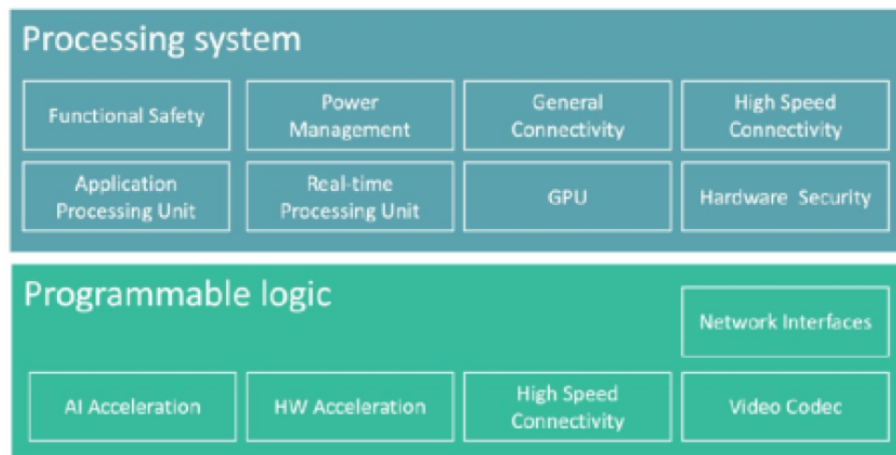 Processing system
Functional Safety
Power
Management
General
Connectivity
High Speed
Connectivity
Application
Processing Unit
Real-time
Processing Unit
GPU
Hardware Security
Programmable logic
Network Interfaces
AI Acceleration
HW Acceleration
High Speed
Connectivity
Video Codec